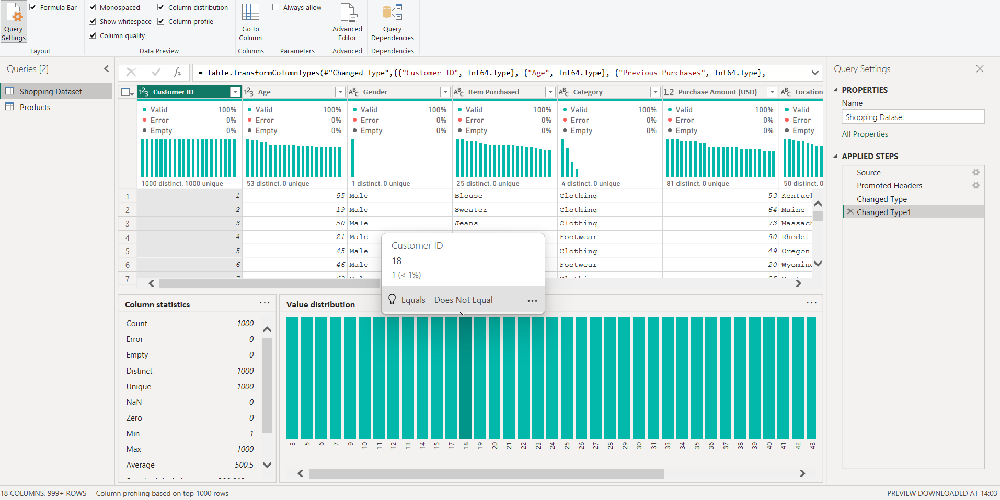 Query
Settings
Formula Bar
Layout
Monospaced
Show whitespace
Column quality
Column distribution
Column profile
Data Preview
Go to
Column
Columns
Always allow
Parameters
Advanced
Editor
Advanced
Query
Dependencies
Dependencies
Queries [2]
Shopping Dataset
Products
fx
= Table.TransformColumnTypes(#"Changed Type",{{"Customer ID", Int64.Type}, {"Age", Int64.Type}, {"Previous Purchases", Int64.Type},
123 Customer ID 123 Age ABC Gender ABC Item Purchased ABC Category 1.2 Purchase Amount (USD) ABC Location
Valid 100% Valid 100% Valid 100% Valid 100% Valid 100% Valid 100% Valid
Error 0% Error 0% Error 0% Error 0% Error 0% Error 0% Error
Empty 0% Empty 0% Empty 0% Empty 0% Empty 0% Empty 0% Empty
1000 distinct, 1000 unique 53 distinct, 0 unique 1 distinct, 0 unique 25 distinct, 0 unique 4 distinct, 0 unique 81 distinct, 0 unique 50 distinct, 0
1 1 55 Male Blouse Clothing 53 Kentuck
2 2 19 Male Sweater Clothing 64 Maine
3 3 50 Male Jeans Clothing 73 Massach
4 4 21 Male Footwear 90 Rhode I
5 5 45 Male Clothing 49 Oregon
6 6 46 Male Footwear 20 Wyoming
7
Customer ID
18
1 (< 1%)
Equals Does Not Equal ...
Column statistics ...
Count 1000
Error 0
Empty 0
Distinct 1000
Unique 1000
NaN 0
Zero 0
Min 1
Max 1000
Average 500.5
Value distribution ...
3 5 6 7 9 10 11 12 13 14 15 17 18 19 20 21 22 23 24 25 26 27 28 29 30 31 33 34 35 36 37 38 39 40 41 42 43
Query Settings
PROPERTIES
Name
Shopping Dataset
All Properties
APPLIED STEPS
Source
Promoted Headers
Changed Type
Changed Type1
18 COLUMNS, 999+ ROWS Column profiling based on top 1000 rows
PREVIEW DOWNLOADED AT 14:03